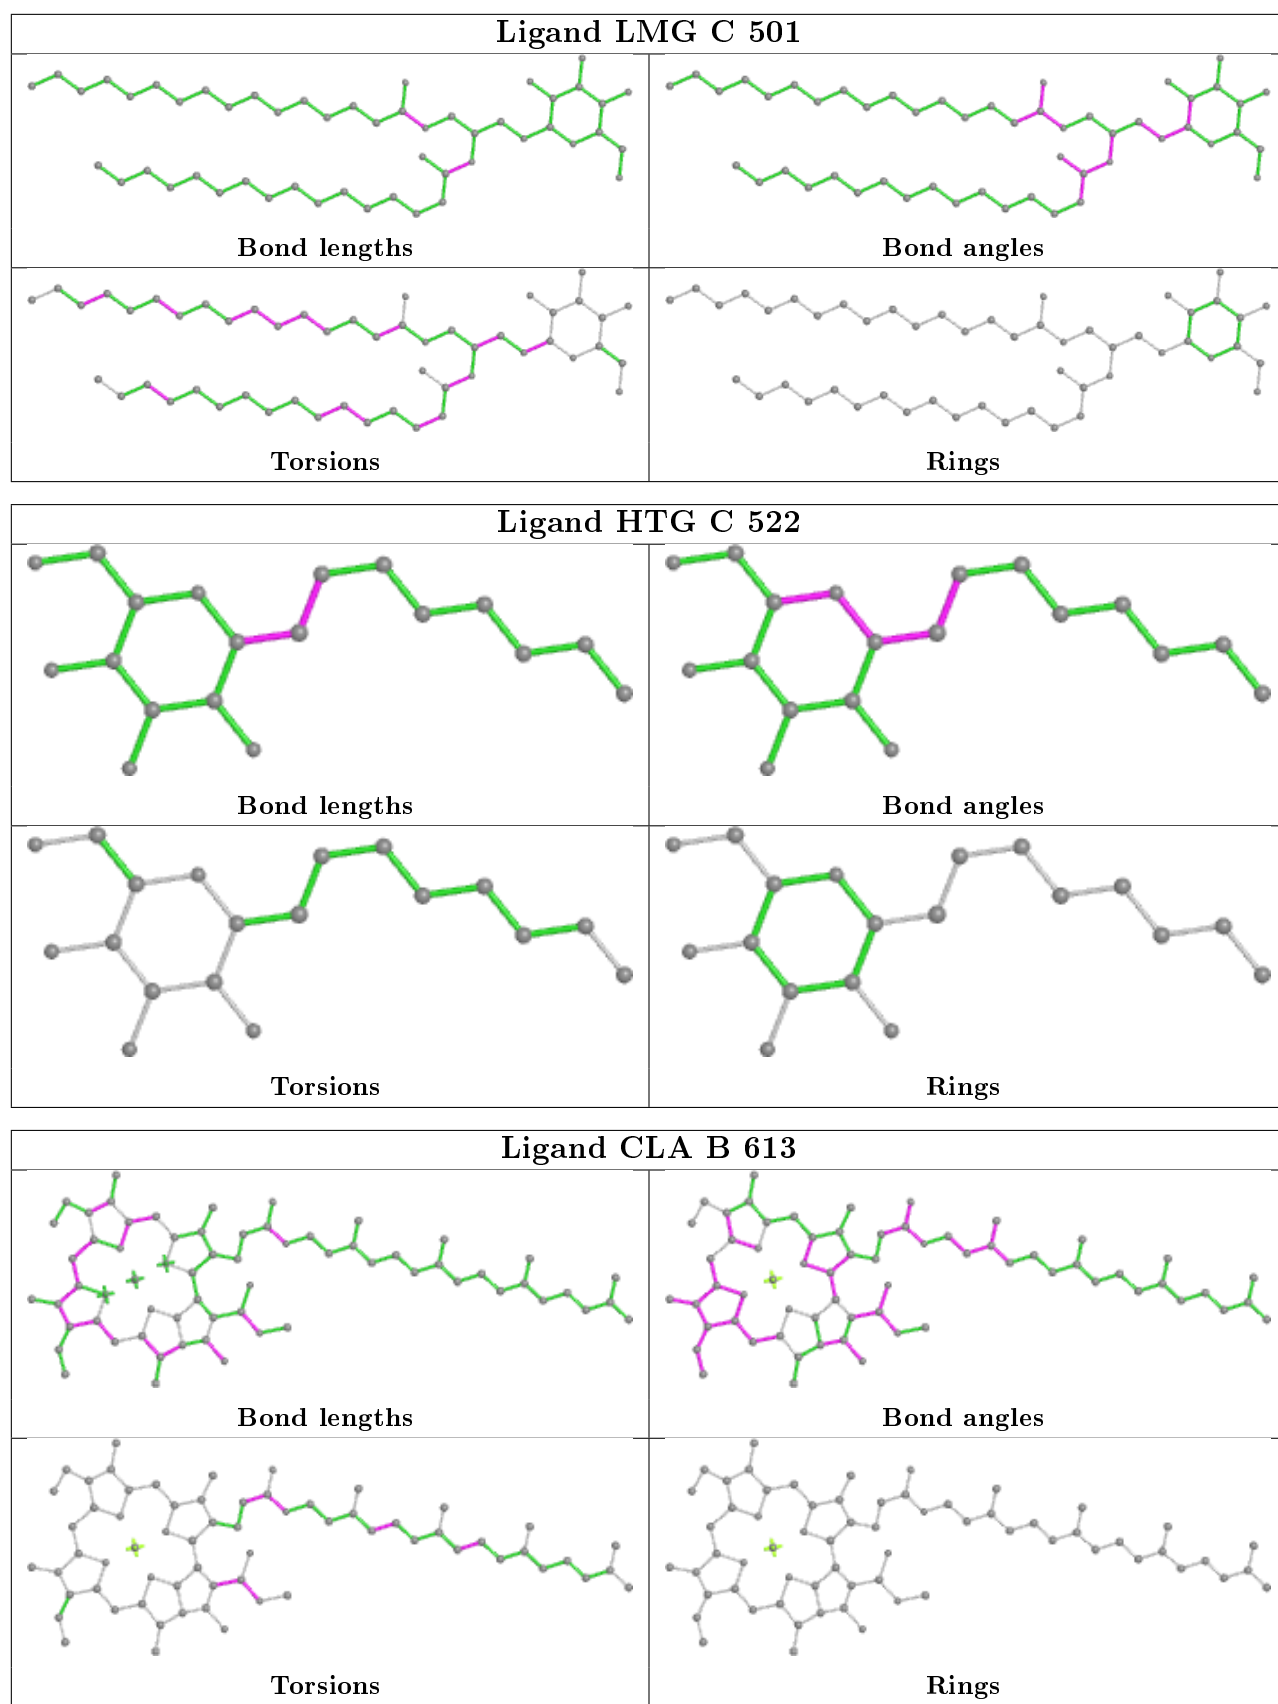 Ligand LMG C 501
Bond lengths
Bond angles
Torsions
Rings
Ligand HTG C 522
Bond lengths
Bond angles
Torsions
Rings
Ligand CLA B 613
Bond lengths
Bond angles
Torsions
Rings